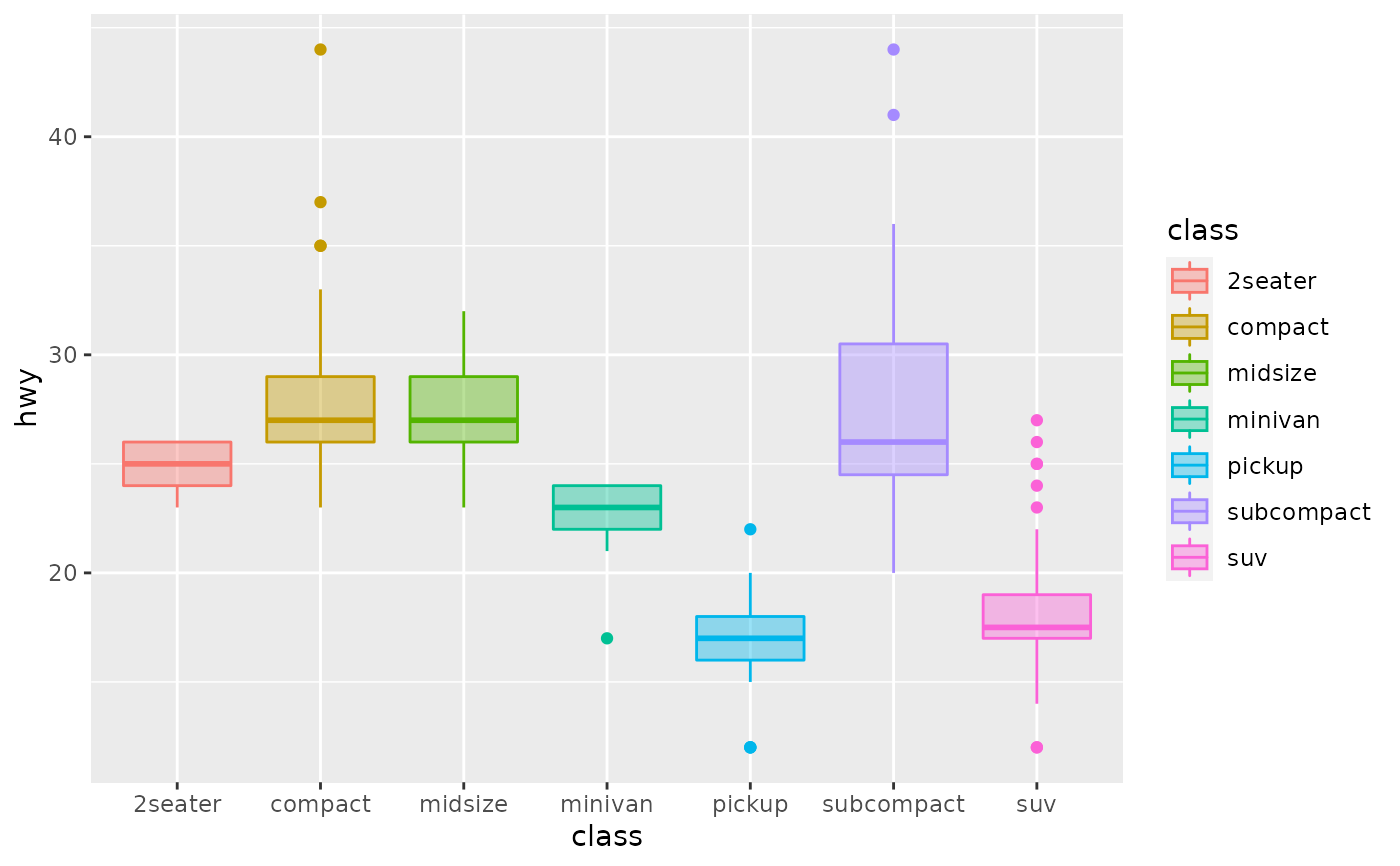 hwy
40
30
20
2seater compact midsize minivan pickup subcompact suv
class
class
2seater
compact
midsize
minivan
pickup
subcompact
suv